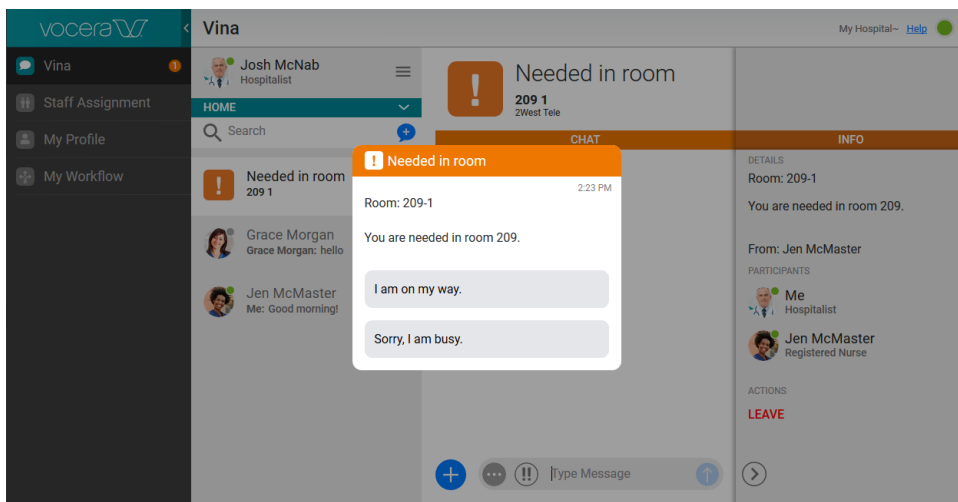 vocera
Vina
My Hospital~ Help
Vina 1
Staff Assignment
My Profile
My Workflow
Josh McNab
Hospitalist
HOME
Search
Needed in room
209 1
Grace Morgan
Grace Morgan: hello
Jen McMaster
Me: Good morning!
Needed in room
209 1
2West Tele
CHAT
! Needed in room
2:23 PM
Room: 209-1
You are needed in room 209.
I am on my way.
Sorry, I am busy.
Type Message
INFO
DETAILS
Room: 209-1
You are needed in room 209.
From: Jen McMaster
PARTICIPANTS
Me
Hospitalist
Jen McMaster
Registered Nurse
ACTIONS
LEAVE